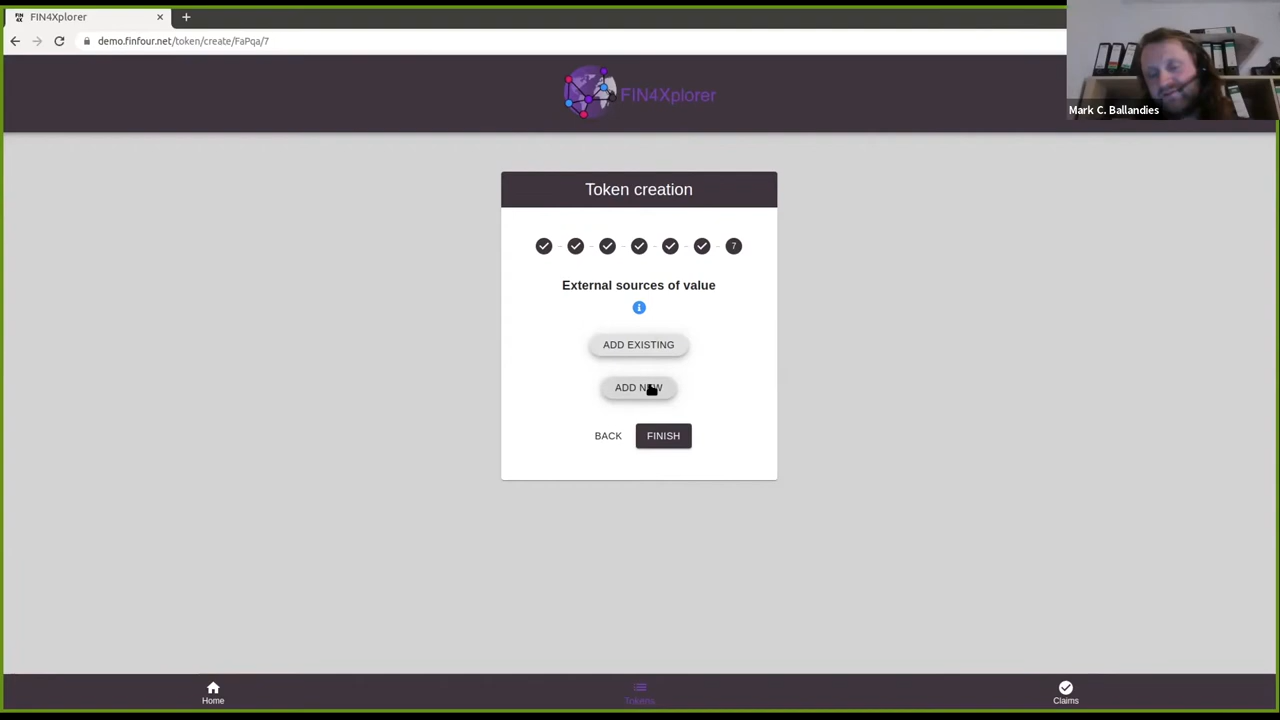 FIN4Xplorer
demo.finfour.net/token/create/FaPqa/7
Mark C. Ballandies
FIN4Xplorer
Token creation
7
External sources of value
ADD EXISTING
ADD NEW
BACK FINISH
Home Tokens Claims